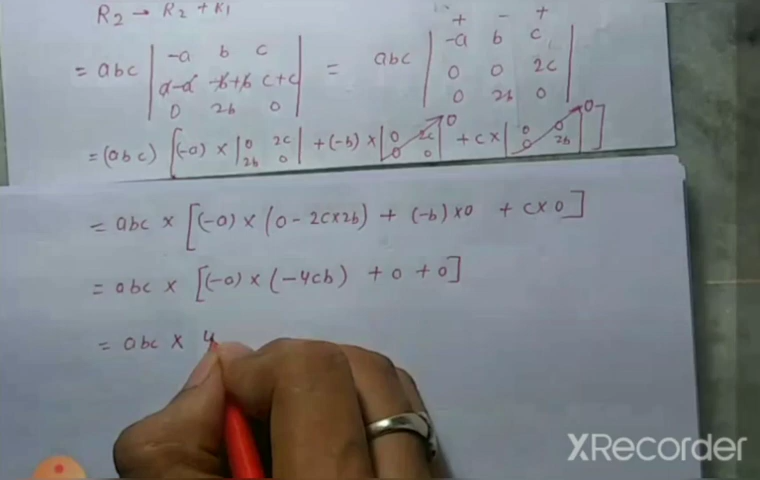 R2 → R2 + R1
= abc | -a b c | = abc | -a b c |
a-a -b+b c+c
0 2b 0
+ - +
0 0 2c
0 2b 0
= (abc) [(-a) × | 0 2c 2b 0 | + (-b) × | 0 2c 0 0 | 0 + c × | 0 0 0 2b | 0 ]
= abc × [(-a) × (0 - 2c×2b) + (-b) × 0 + c × 0 ]
= abc × [(-a) × (-4cb) + 0 + 0 ]
= abc × 4
XRecorder